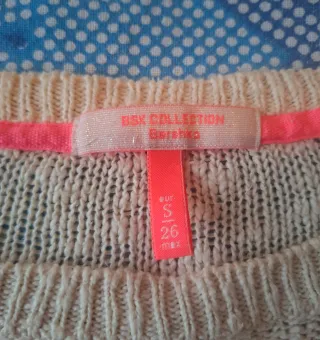 BSK COLLECTION
Bershka
eur
S
26
mex